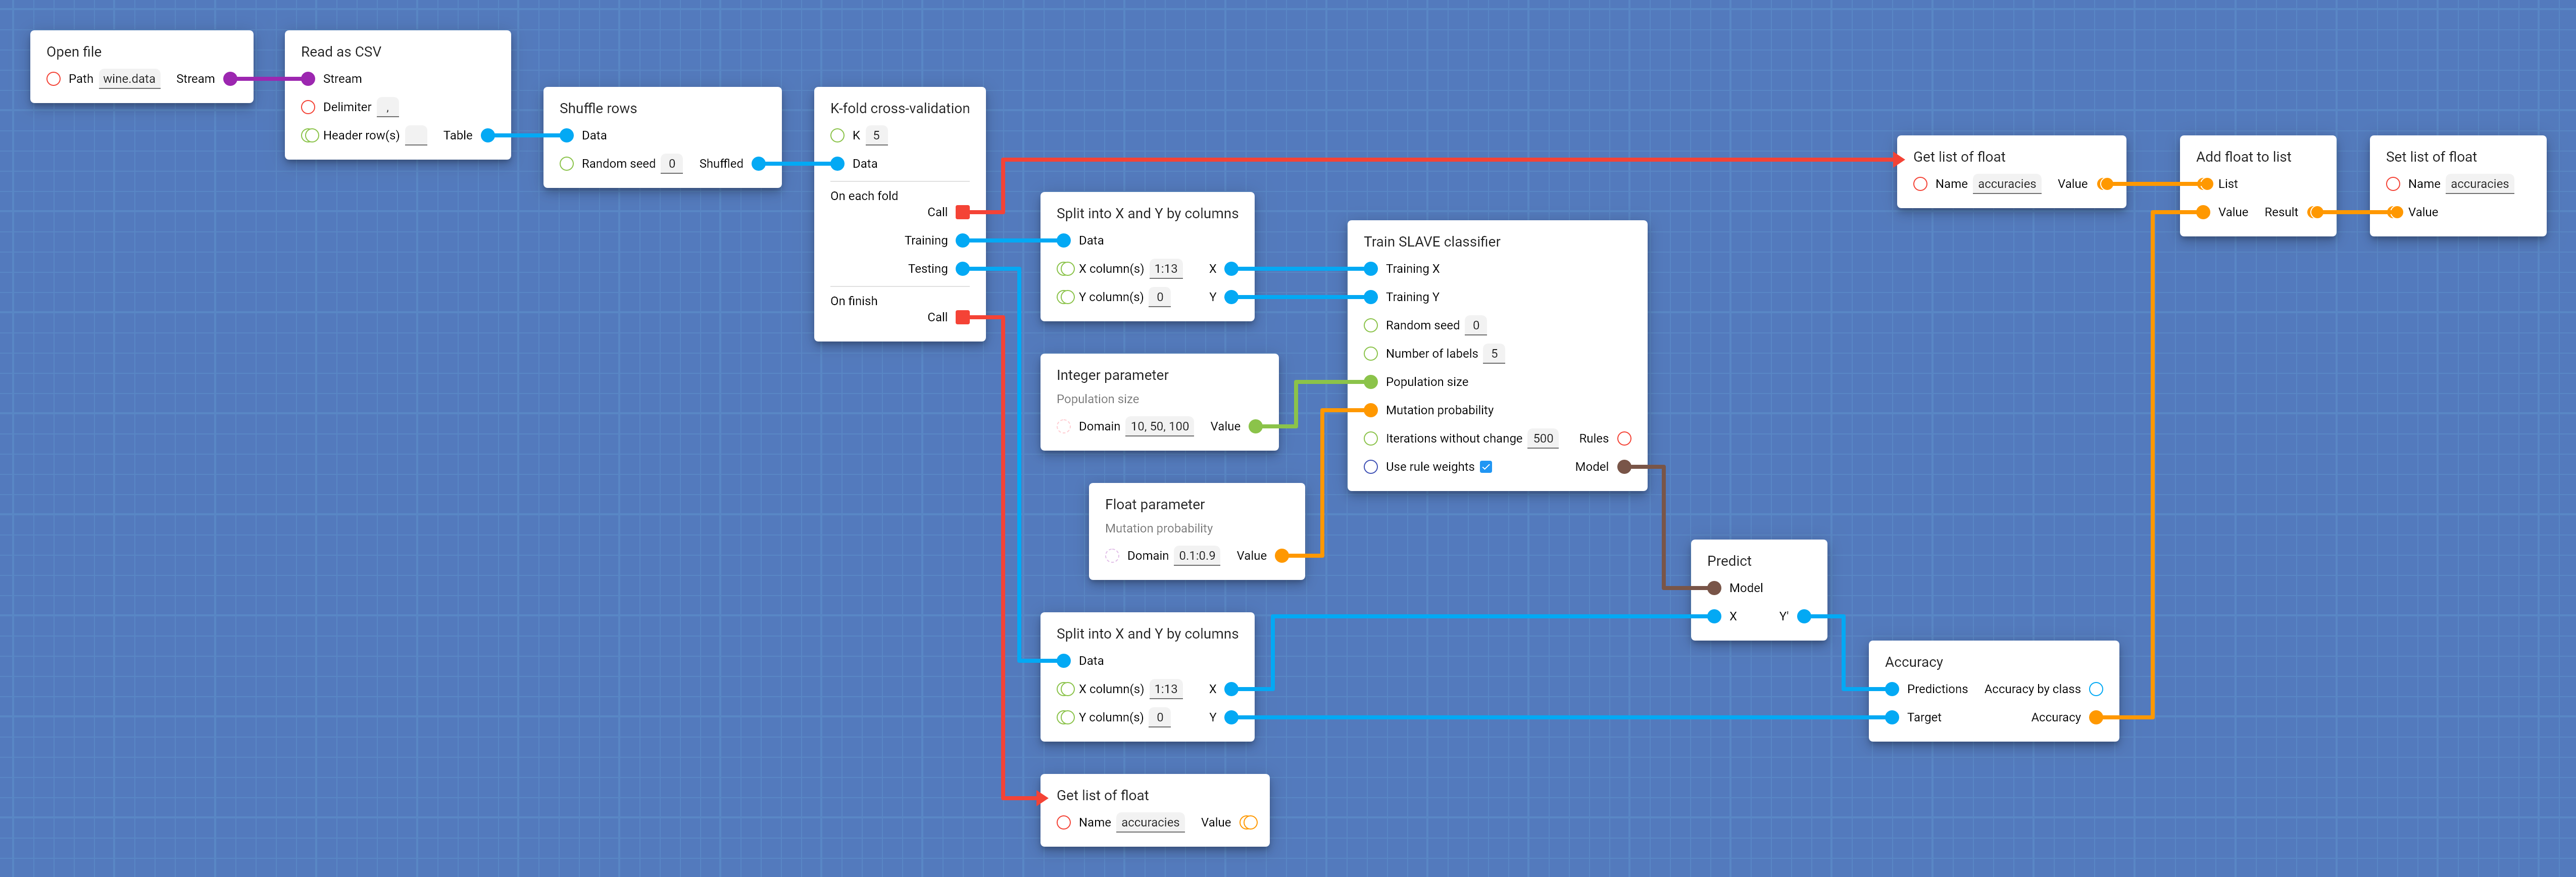 Open file
Path wine.data Stream
Read as CSV
Stream
Delimiter ,
Header row(s) Table
Shuffle rows
Data
Random seed 0 Shuffled
K-fold cross-validation
K 5
Data
On each fold
Call
Training
Testing
On finish
Call
Split into X and Y by columns
Data
X column(s) 1:13 X
Y column(s) 0 Y
Integer parameter
Population size
Domain 10, 50, 100 Value
Float parameter
Mutation probability
Domain 0.1:0.9 Value
Split into X and Y by columns
Data
X column(s) 1:13 X
Y column(s) 0 Y
Get list of float
Name accuracies Value
Train SLAVE classifier
Training X
Training Y
Random seed 0
Number of labels 5
Population size
Mutation probability
Iterations without change 500 Rules
Use rule weights Model
Predict
Model
X Y'
Accuracy
Predictions Accuracy by class
Target Accuracy
Get list of float
Name accuracies Value
Add float to list
List
Value Result
Set list of float
Name accuracies
Value